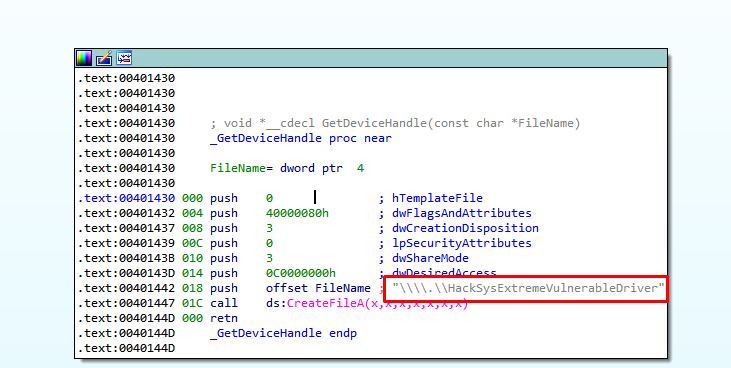 .text:00401430
.text:00401430
.text:00401430
.text:00401430 ; void *__cdecl GetDeviceHandle(const char *FileName)
.text:00401430 _GetDeviceHandle proc near
.text:00401430
.text:00401430 FileName= dword ptr 4
.text:00401430
.text:00401430 000 push 0 ; hTemplateFile
.text:00401432 004 push 40000080h ; dwFlagsAndAttributes
.text:00401437 008 push 3 ; dwCreationDisposition
.text:00401439 00C push 0 ; lpSecurityAttributes
.text:0040143B 010 push 3 ; dwShareMode
.text:0040143D 014 push 0C0000000h ; dwDesiredAccess
.text:00401442 018 push offset FileName ; "\\\\.\\HackSysExtremeVulnerableDriver"
.text:00401447 01C call ds:CreateFileA(x,x,x,x,x,x,x)
.text:0040144D 000 retn
.text:0040144D _GetDeviceHandle endp
.text:0040144D